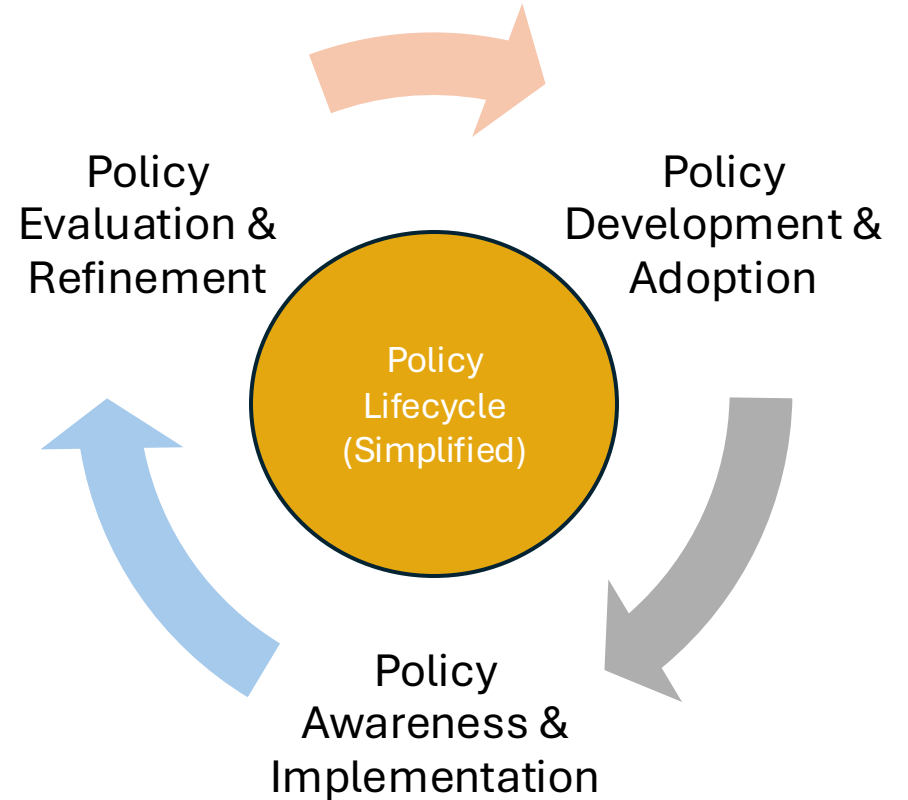 Policy
Evaluation &
Refinement
Policy
Development &
Adoption
Policy
Lifecycle
(Simplified)
Policy
Awareness &
Implementation